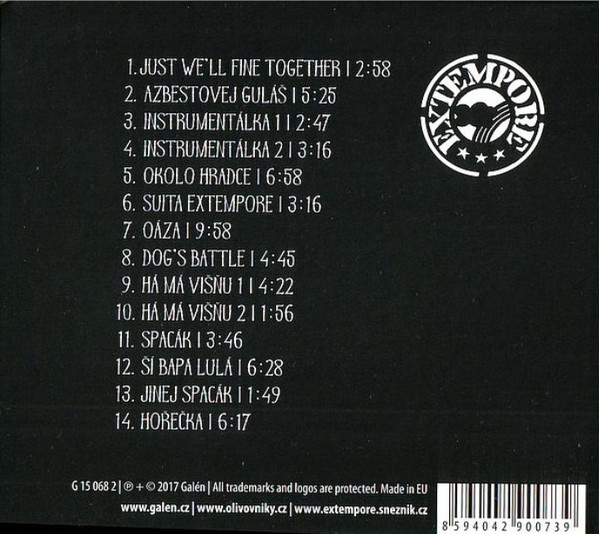 1. JUST WE'LL FINE TOGETHER | 2:58
2. AZBESTOVEJ GULÁŠ | 5:25
3. INSTRUMENTÁLKA 1 | 2:47
4. INSTRUMENTÁLKA 2 | 3:16
5. OKOLO HRADCE | 6:58
6. SUITA EXTEMPORE | 3:16
7. OÁZA | 9:58
8. DOG'S BATTLE | 4:45
9. HÁ MÁ VIŠŇU 1 | 4:22
10. HÁ MÁ VIŠŇU 2 | 1:56
11. SPACÁK | 3:46
12. ŠÍ BAPA LULÁ | 6:28
13. JINEJ SPACÁK | 1:49
14. HOŘEČKA | 6:17
EXTEMPORE
G 15 068 2 | ℗ + © 2017 Galén | All trademarks and logos are protected. Made in EU
www.galen.cz | www.olivovniky.cz | www.extempore.sneznik.cz
8 594042 900739